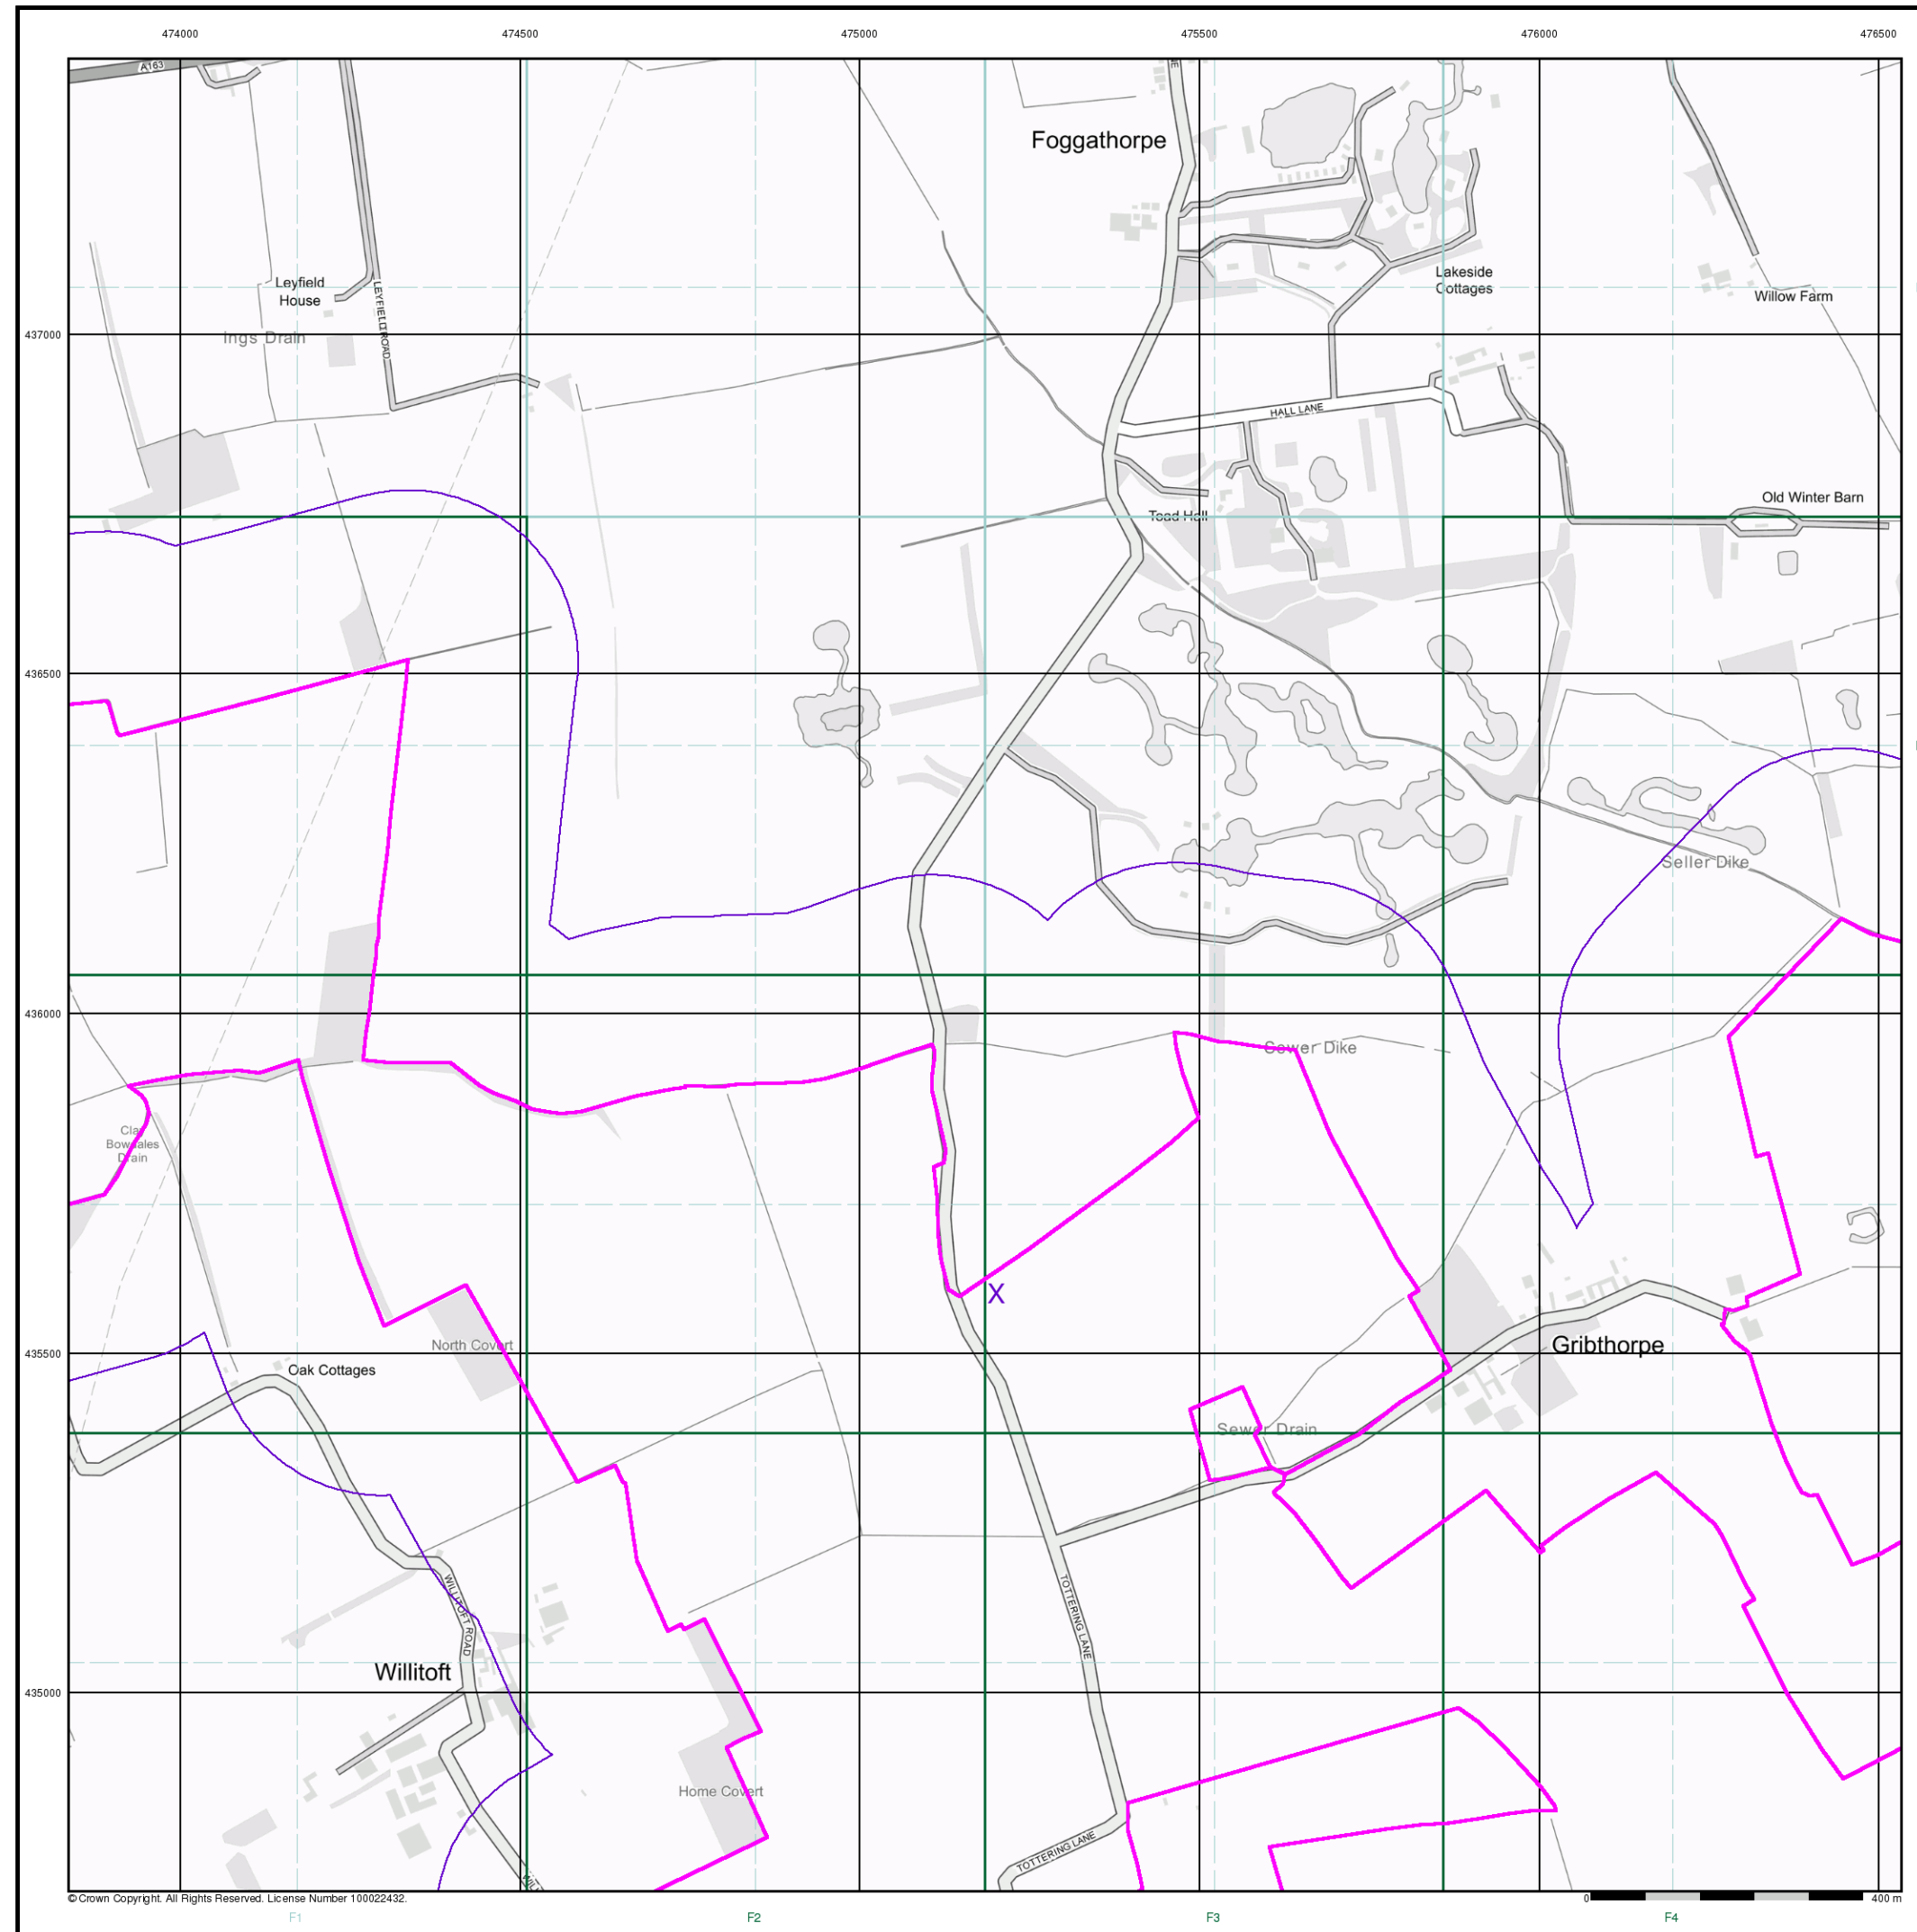 474000 474500 475000 475500 476000 476500
A163
Foggathorpe
Leyfield
House
LEYFIELD ROAD
Lakeside
Cottages
Willow Farm
437000
Ings Drain
HALL LANE
Old Winter Barn
Toad Hall
436500
Seller Dike
436000
Sewer Dike
Bowsales
Drain
X
North Covert
Gribthorpe
435500
Oak Cottages
Sewer Drain
WILLITOFT ROAD
TOTTERING LANE
Willitoft
435000
Home Covert
TOTTERING LANE
© Crown Copyright. All Rights Reserved. License Number 100022432.
0 400 m
F1 F2 F3 F4